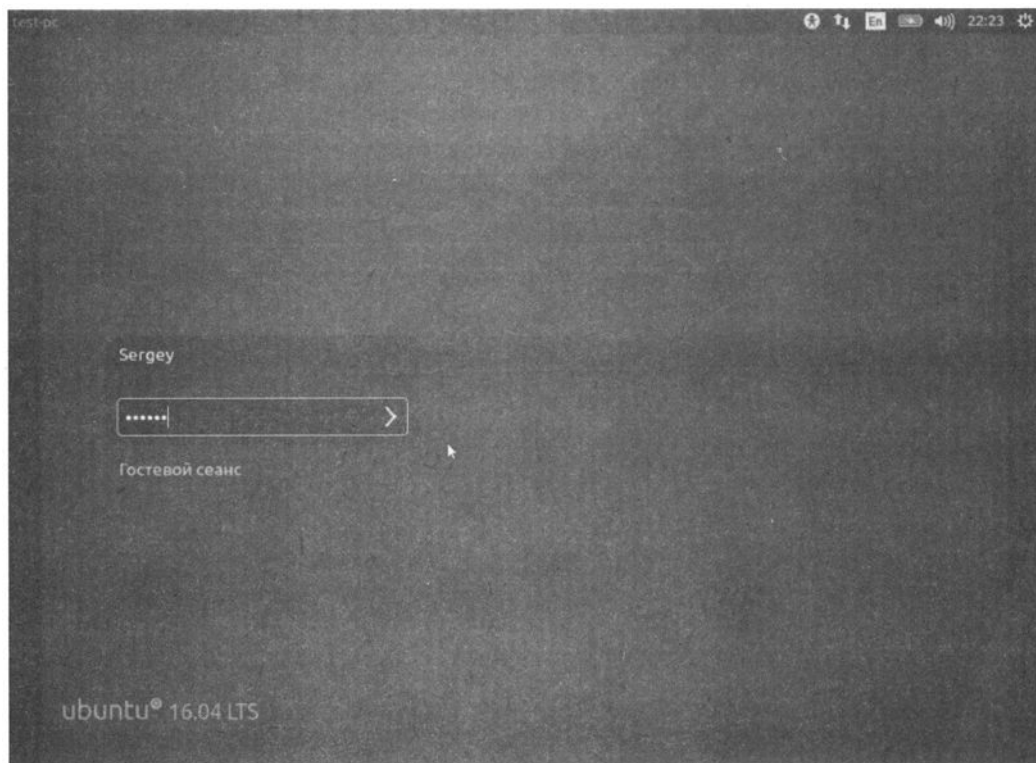 test-pc En 22:23
Sergey
••••••
Гостевой сеанс
ubuntu® 16.04 LTS